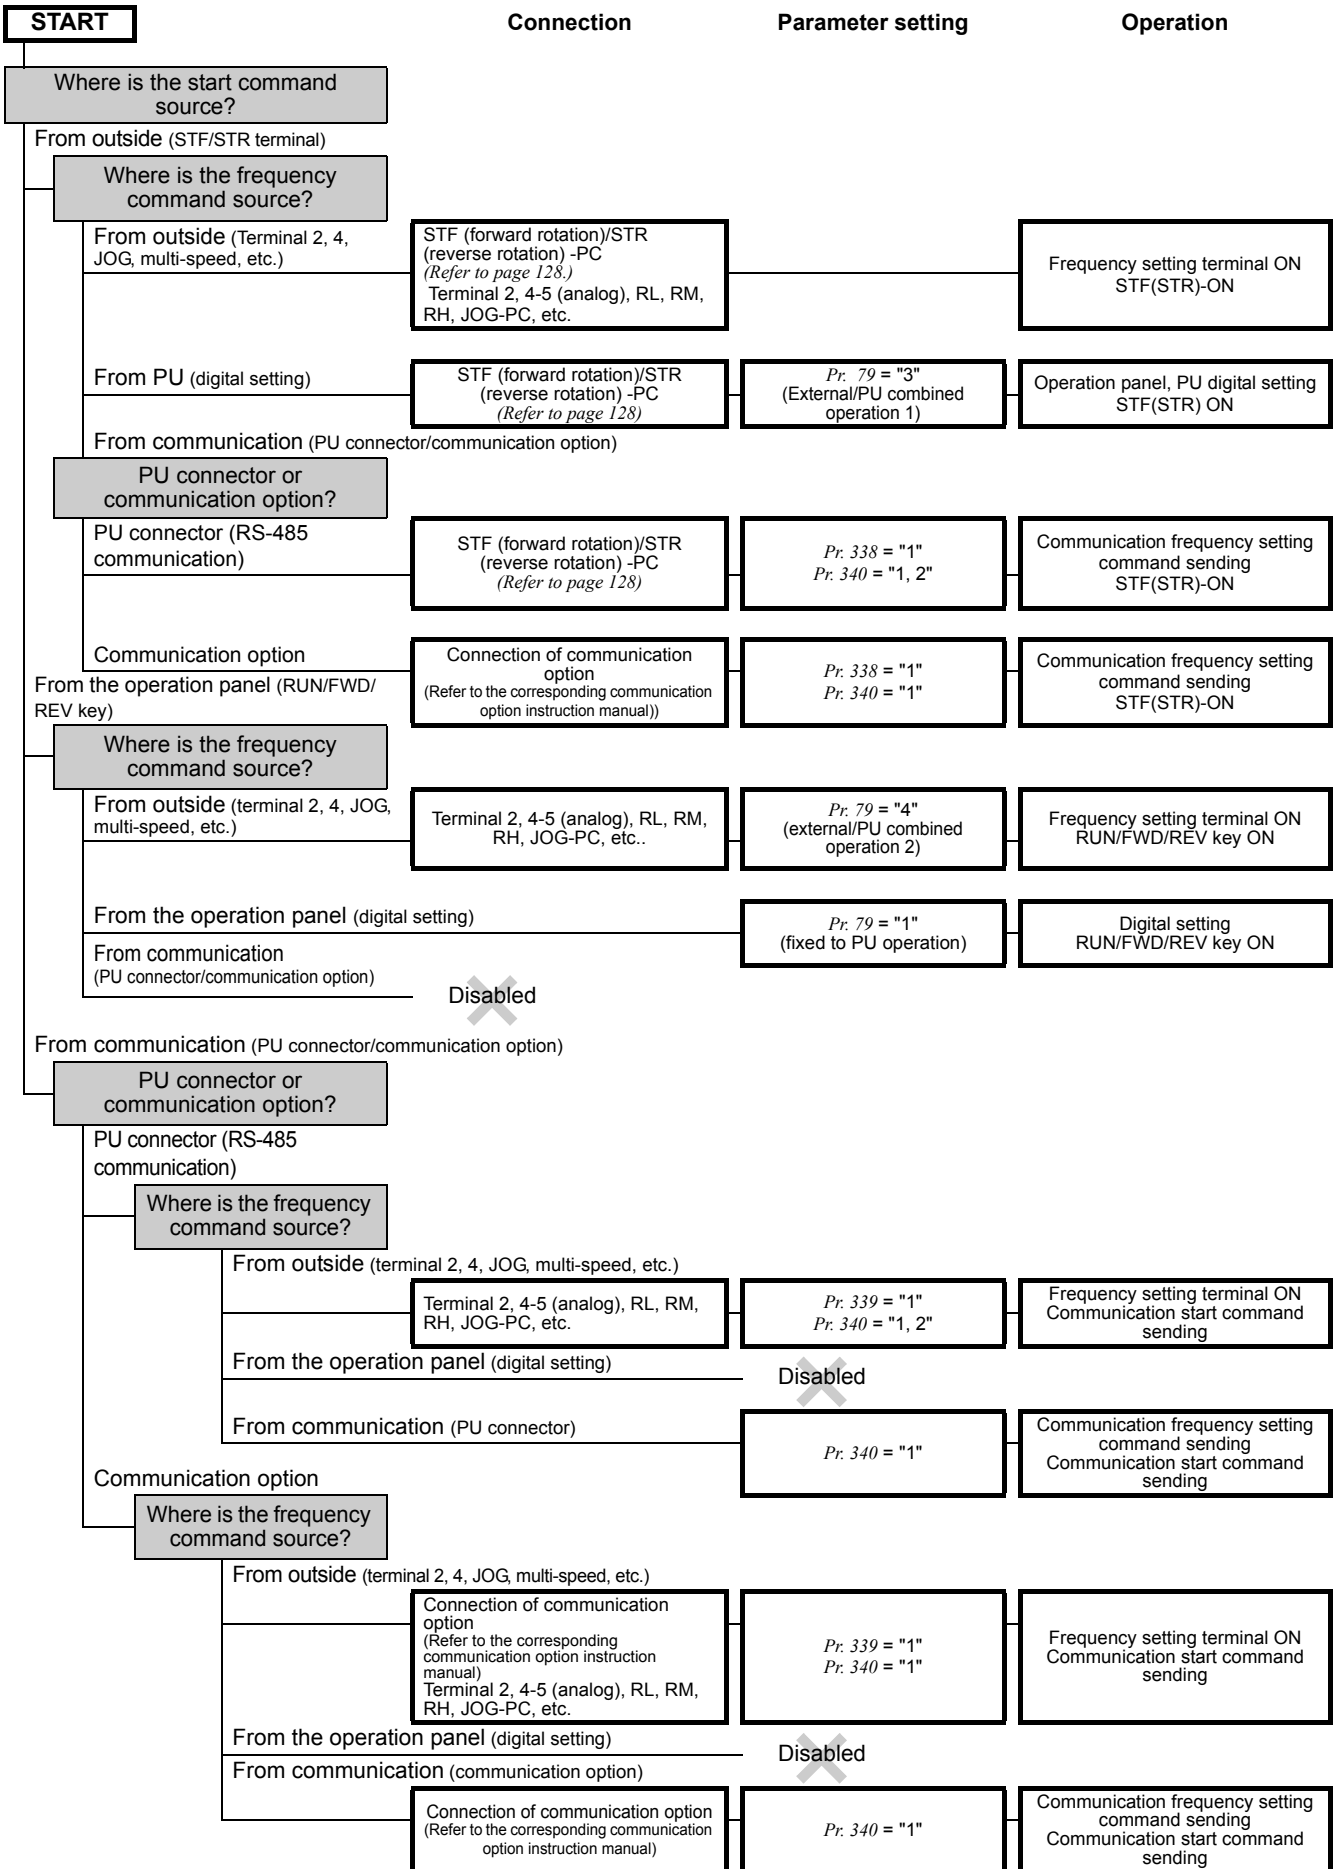 START
Connection
Parameter setting
Operation
Where is the start command
source?
From outside (STF/STR terminal)
Where is the frequency
command source?
From outside (Terminal 2, 4,
JOG, multi-speed, etc.)
STF (forward rotation)/STR
(reverse rotation) -PC
(Refer to page 128.)
Terminal 2, 4-5 (analog), RL, RM,
RH, JOG-PC, etc.
Frequency setting terminal ON
STF(STR)-ON
From PU (digital setting)
STF (forward rotation)/STR
(reverse rotation) -PC
(Refer to page 128)
Pr. 79 = "3"
(External/PU combined
operation 1)
Operation panel, PU digital setting
STF(STR) ON
From communication (PU connector/communication option)
PU connector or
communication option?
PU connector (RS-485
communication)
STF (forward rotation)/STR
(reverse rotation) -PC
(Refer to page 128)
Pr. 338 = "1"
Pr. 340 = "1, 2"
Communication frequency setting
command sending
STF(STR)-ON
Communication option
Connection of communication
option
(Refer to the corresponding communication
option instruction manual))
Pr. 338 = "1"
Pr. 340 = "1"
Communication frequency setting
command sending
STF(STR)-ON
From the operation panel (RUN/FWD/
REV key)
Where is the frequency
command source?
From outside (terminal 2, 4, JOG,
multi-speed, etc.)
Terminal 2, 4-5 (analog), RL, RM,
RH, JOG-PC, etc..
Pr. 79 = "4"
(external/PU combined
operation 2)
Frequency setting terminal ON
RUN/FWD/REV key ON
From the operation panel (digital setting)
Pr. 79 = "1"
(fixed to PU operation)
Digital setting
RUN/FWD/REV key ON
From communication
(PU connector/communication option)
Disabled
From communication (PU connector/communication option)
PU connector or
communication option?
PU connector (RS-485
communication)
Where is the frequency
command source?
From outside (terminal 2, 4, JOG, multi-speed, etc.)
Terminal 2, 4-5 (analog), RL, RM,
RH, JOG-PC, etc.
Pr. 339 = "1"
Pr. 340 = "1, 2"
Frequency setting terminal ON
Communication start command
sending
From the operation panel (digital setting)
Disabled
From communication (PU connector)
Pr. 340 = "1"
Communication frequency setting
command sending
Communication start command
sending
Communication option
Where is the frequency
command source?
From outside (terminal 2, 4, JOG, multi-speed, etc.)
Connection of communication
option
(Refer to the corresponding
communication option instruction
manual)
Terminal 2, 4-5 (analog), RL, RM,
RH, JOG-PC, etc.
Pr. 339 = "1"
Pr. 340 = "1"
Frequency setting terminal ON
Communication start command
sending
From the operation panel (digital setting)
Disabled
From communication (communication option)
Connection of communication option
(Refer to the corresponding communication
option instruction manual)
Pr. 340 = "1"
Communication frequency setting
command sending
Communication start command
sending